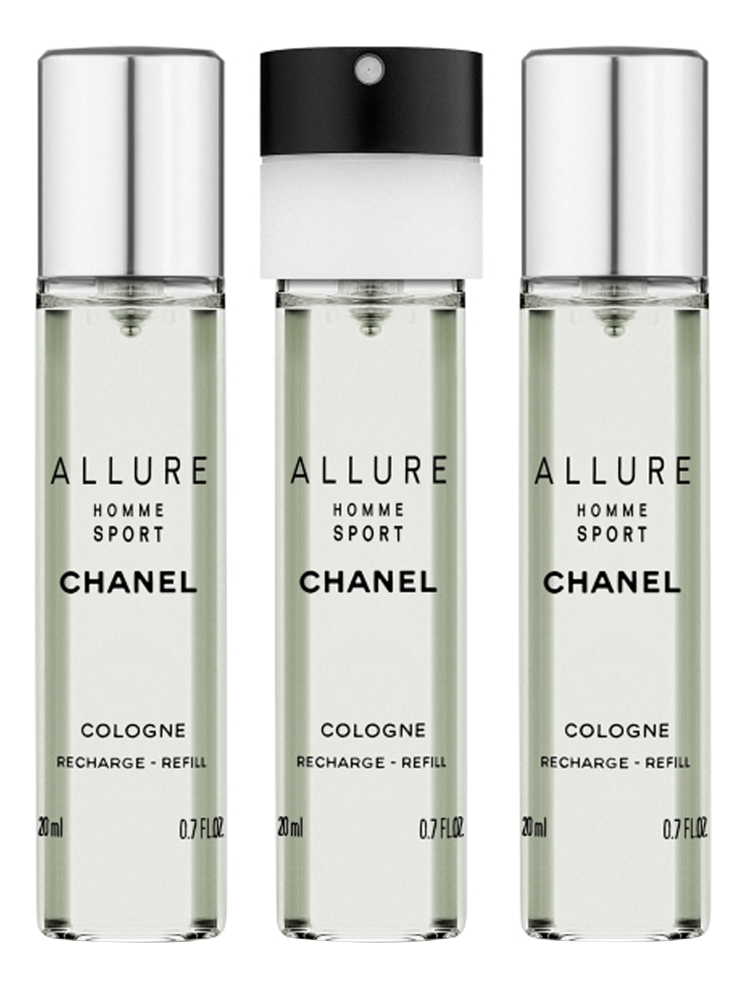 ALLURE
HOMME
SPORT
CHANEL
COLOGNE
RECHARGE - REFILL
20 ml 0.7 FL.OZ.
ALLURE
HOMME
SPORT
CHANEL
COLOGNE
RECHARGE - REFILL
20 ml 0.7 FL.OZ.
ALLURE
HOMME
SPORT
CHANEL
COLOGNE
RECHARGE - REFILL
20 ml 0.7 FL.OZ.